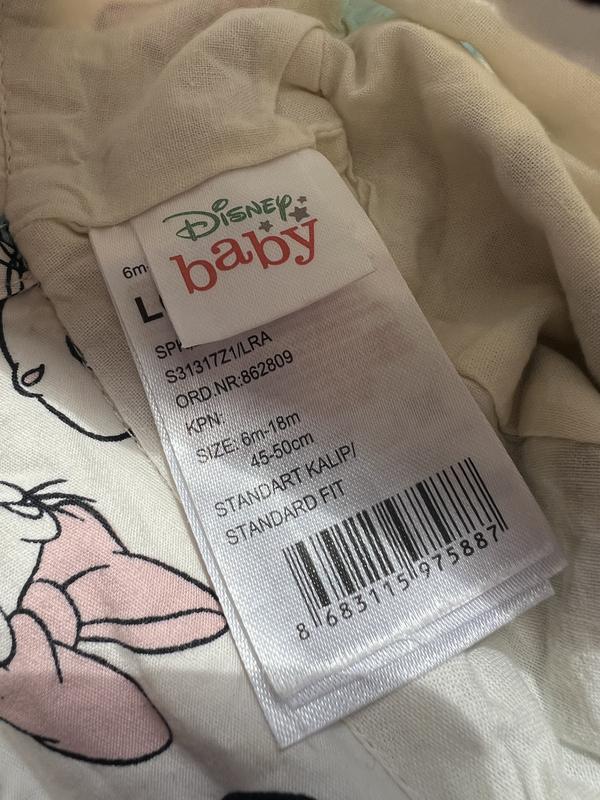 DISNEY
baby
6m-
S31317Z1/LRA
ORD.NR:862809
KPN:
SIZE: 6m-18m
45-50cm
STANDART KALIP/
STANDARD FIT
8 683115 975887